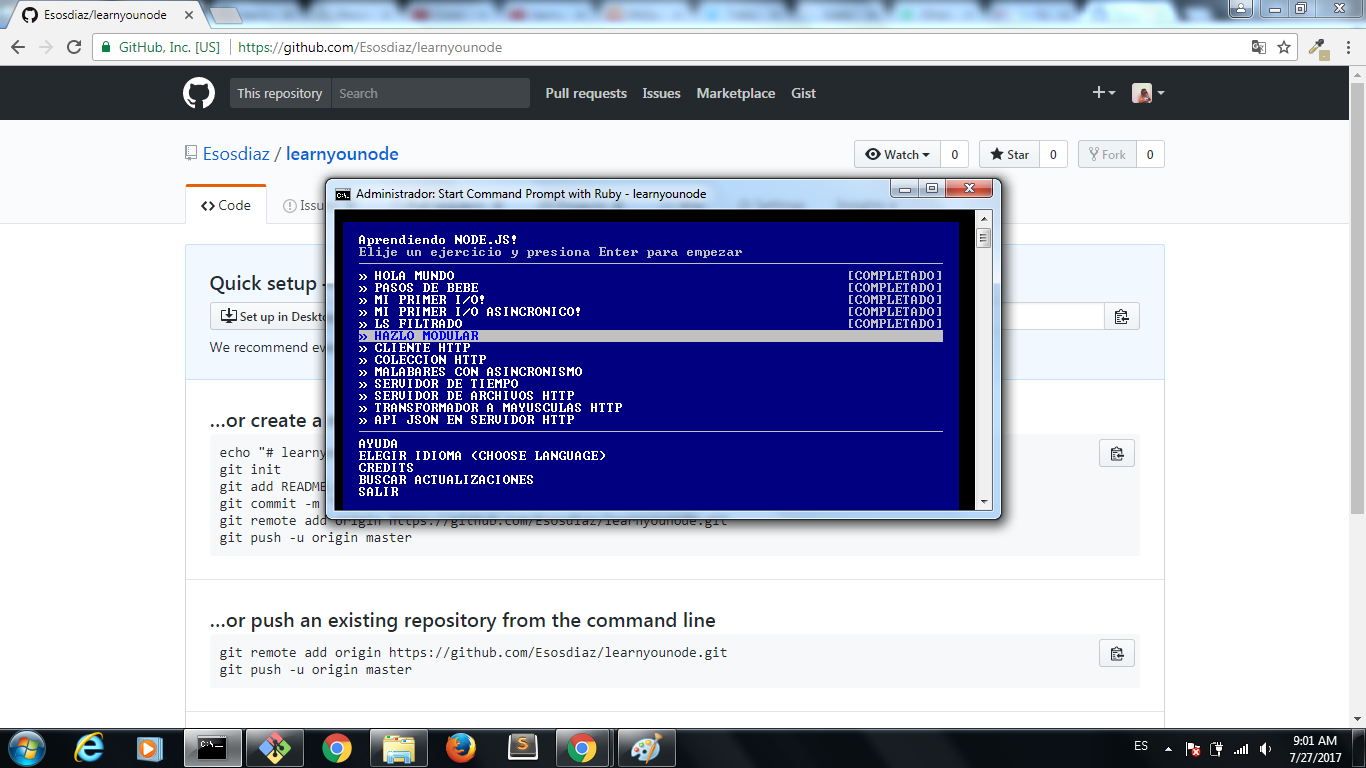 Esosdiaz/learnyounode
GitHub, Inc. [US] https://github.com/Esosdiaz/learnyounode
This repository Search Pull requests Issues Marketplace Gist
Esosdiaz / learnyounode
Watch 0 Star 0 Fork 0
Code
Administrador: Start Command Prompt with Ruby - learnyounode
Aprendiendo NODE.JS!
Elije un ejercicio y presiona Enter para empezar
» HOLA MUNDO [COMPLETADO]
» PASOS DE BEBE [COMPLETADO]
» MI PRIMER I/O! [COMPLETADO]
» MI PRIMER I/O ASINCRONICO! [COMPLETADO]
» LS FILTRADO [COMPLETADO]
» HAZLO MODULAR
» CLIENTE HTTP
» COLECCION HTTP
» MALABARES CON ASINCRONISMO
» SERVIDOR DE TIEMPO
» SERVIDOR DE ARCHIVOS HTTP
» TRANSFORMADOR A MAYUSCULAS HTTP
» API JSON EN SERVIDOR HTTP
AYUDA
ELEGIR IDIOMA (CHOOSE LANGUAGE)
CREDITS
BUSCAR ACTUALIZACIONES
SALIR
Quick setup
Set up in
We recommend
...or create a
echo "#
git init
git add
git commit -m
git remote add origin https://github.com/Esosdiaz/learnyounode.git
git push -u origin master
...or push an existing repository from the command line
git remote add origin https://github.com/Esosdiaz/learnyounode.git
git push -u origin master
ES
9:01 AM
7/27/2017